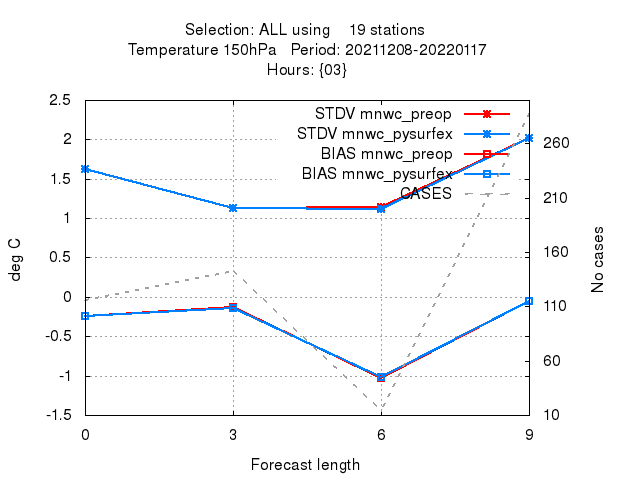 Selection: ALL using    19 stations
Temperature 150hPa   Period: 20211208-20220117
Hours: {03}
STDV mnwc_preop
STDV mnwc_pysurfex
BIAS mnwc_preop
BIAS mnwc_pysurfex
CASES
deg C
2.5
2
1.5
1
0.5
0
-0.5
-1
-1.5
260
210
160
110
60
10
No cases
0 3 6 9
Forecast length